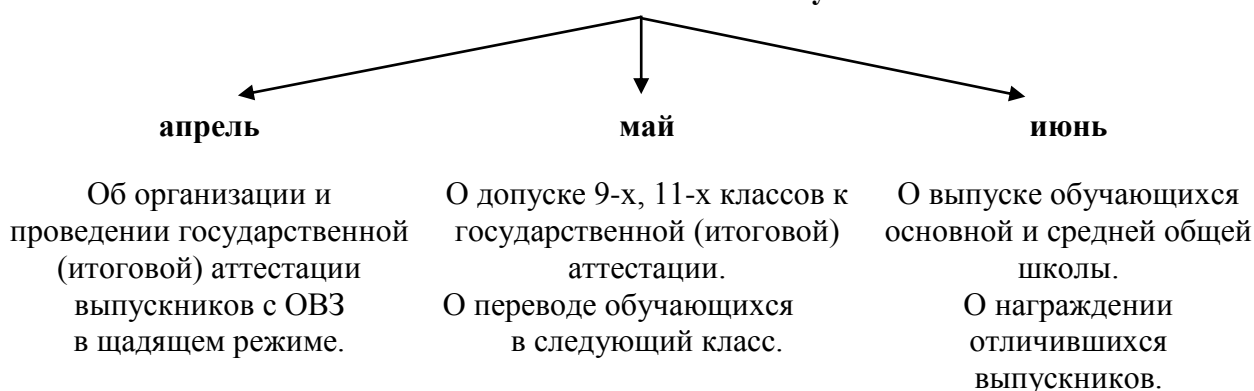 апрель
Об организации и
проведении государственной
(итоговой) аттестации
выпускников с ОВЗ
в щадящем режиме.
май
О допуске 9-х, 11-х классов к
государственной (итоговой)
аттестации.
О переводе обучающихся
в следующий класс.
июнь
О выпуске обучающихся
основной и средней общей
школы.
О награждении
отличившихся
выпускников.